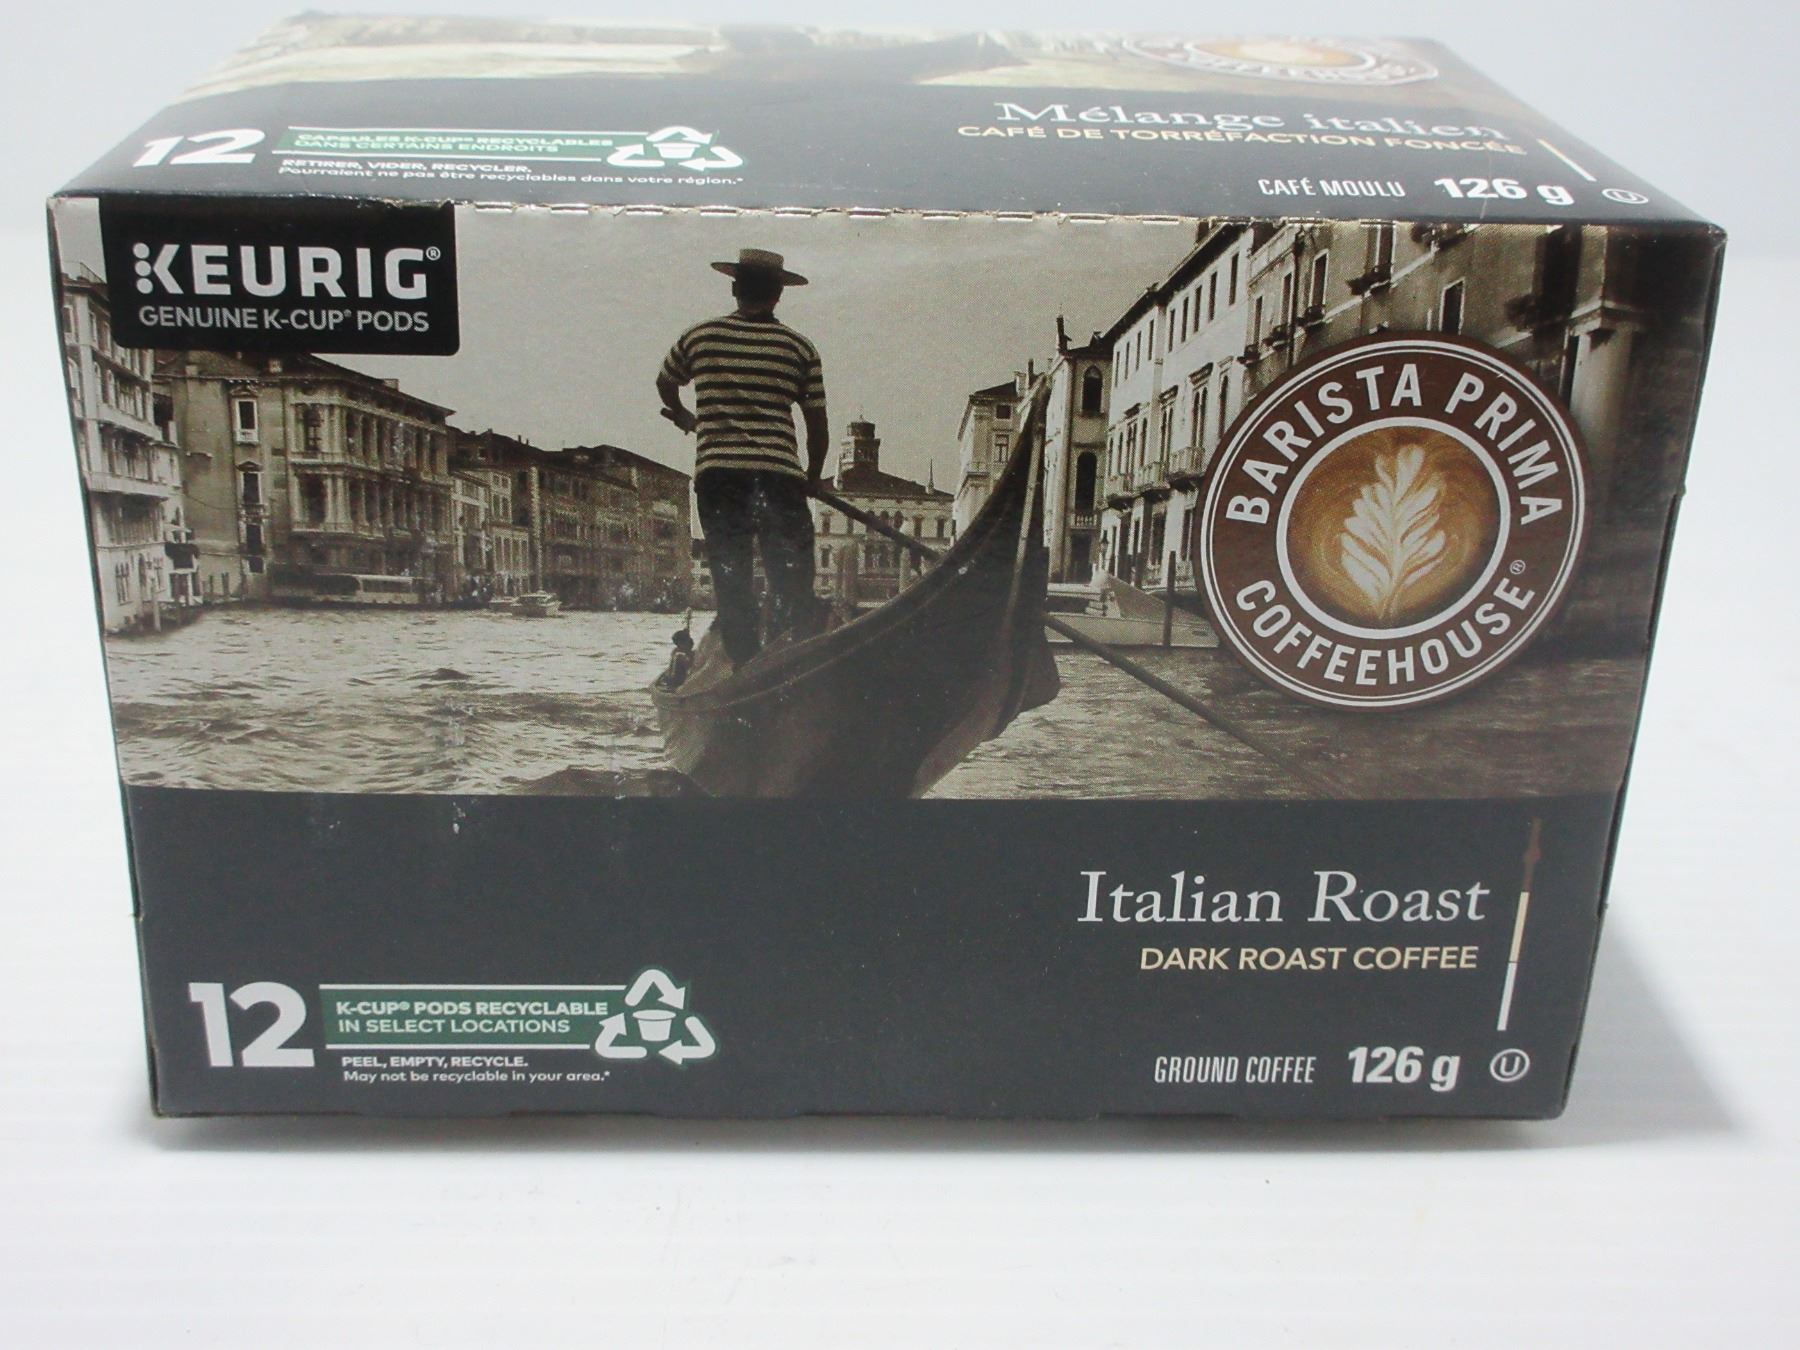 Mélange italien
CAFÉ DE TORRÉFACTION FONCÉE
12
CAPSULES K-CUP® RECYCLABLES
DANS CERTAINS ENDROITS
RETIRER, VIDER, RECYCLER.
Pourraient ne pas être recyclables dans votre région.*
CAFÉ MOULU 126 g
U
KEURIG®
GENUINE K-CUP® PODS
BARISTA PRIMA
COFFEEHOUSE®
Italian Roast
DARK ROAST COFFEE
12
K-CUP® PODS RECYCLABLE
IN SELECT LOCATIONS
PEEL, EMPTY, RECYCLE.
May not be recyclable in your area.*
GROUND COFFEE 126 g
U